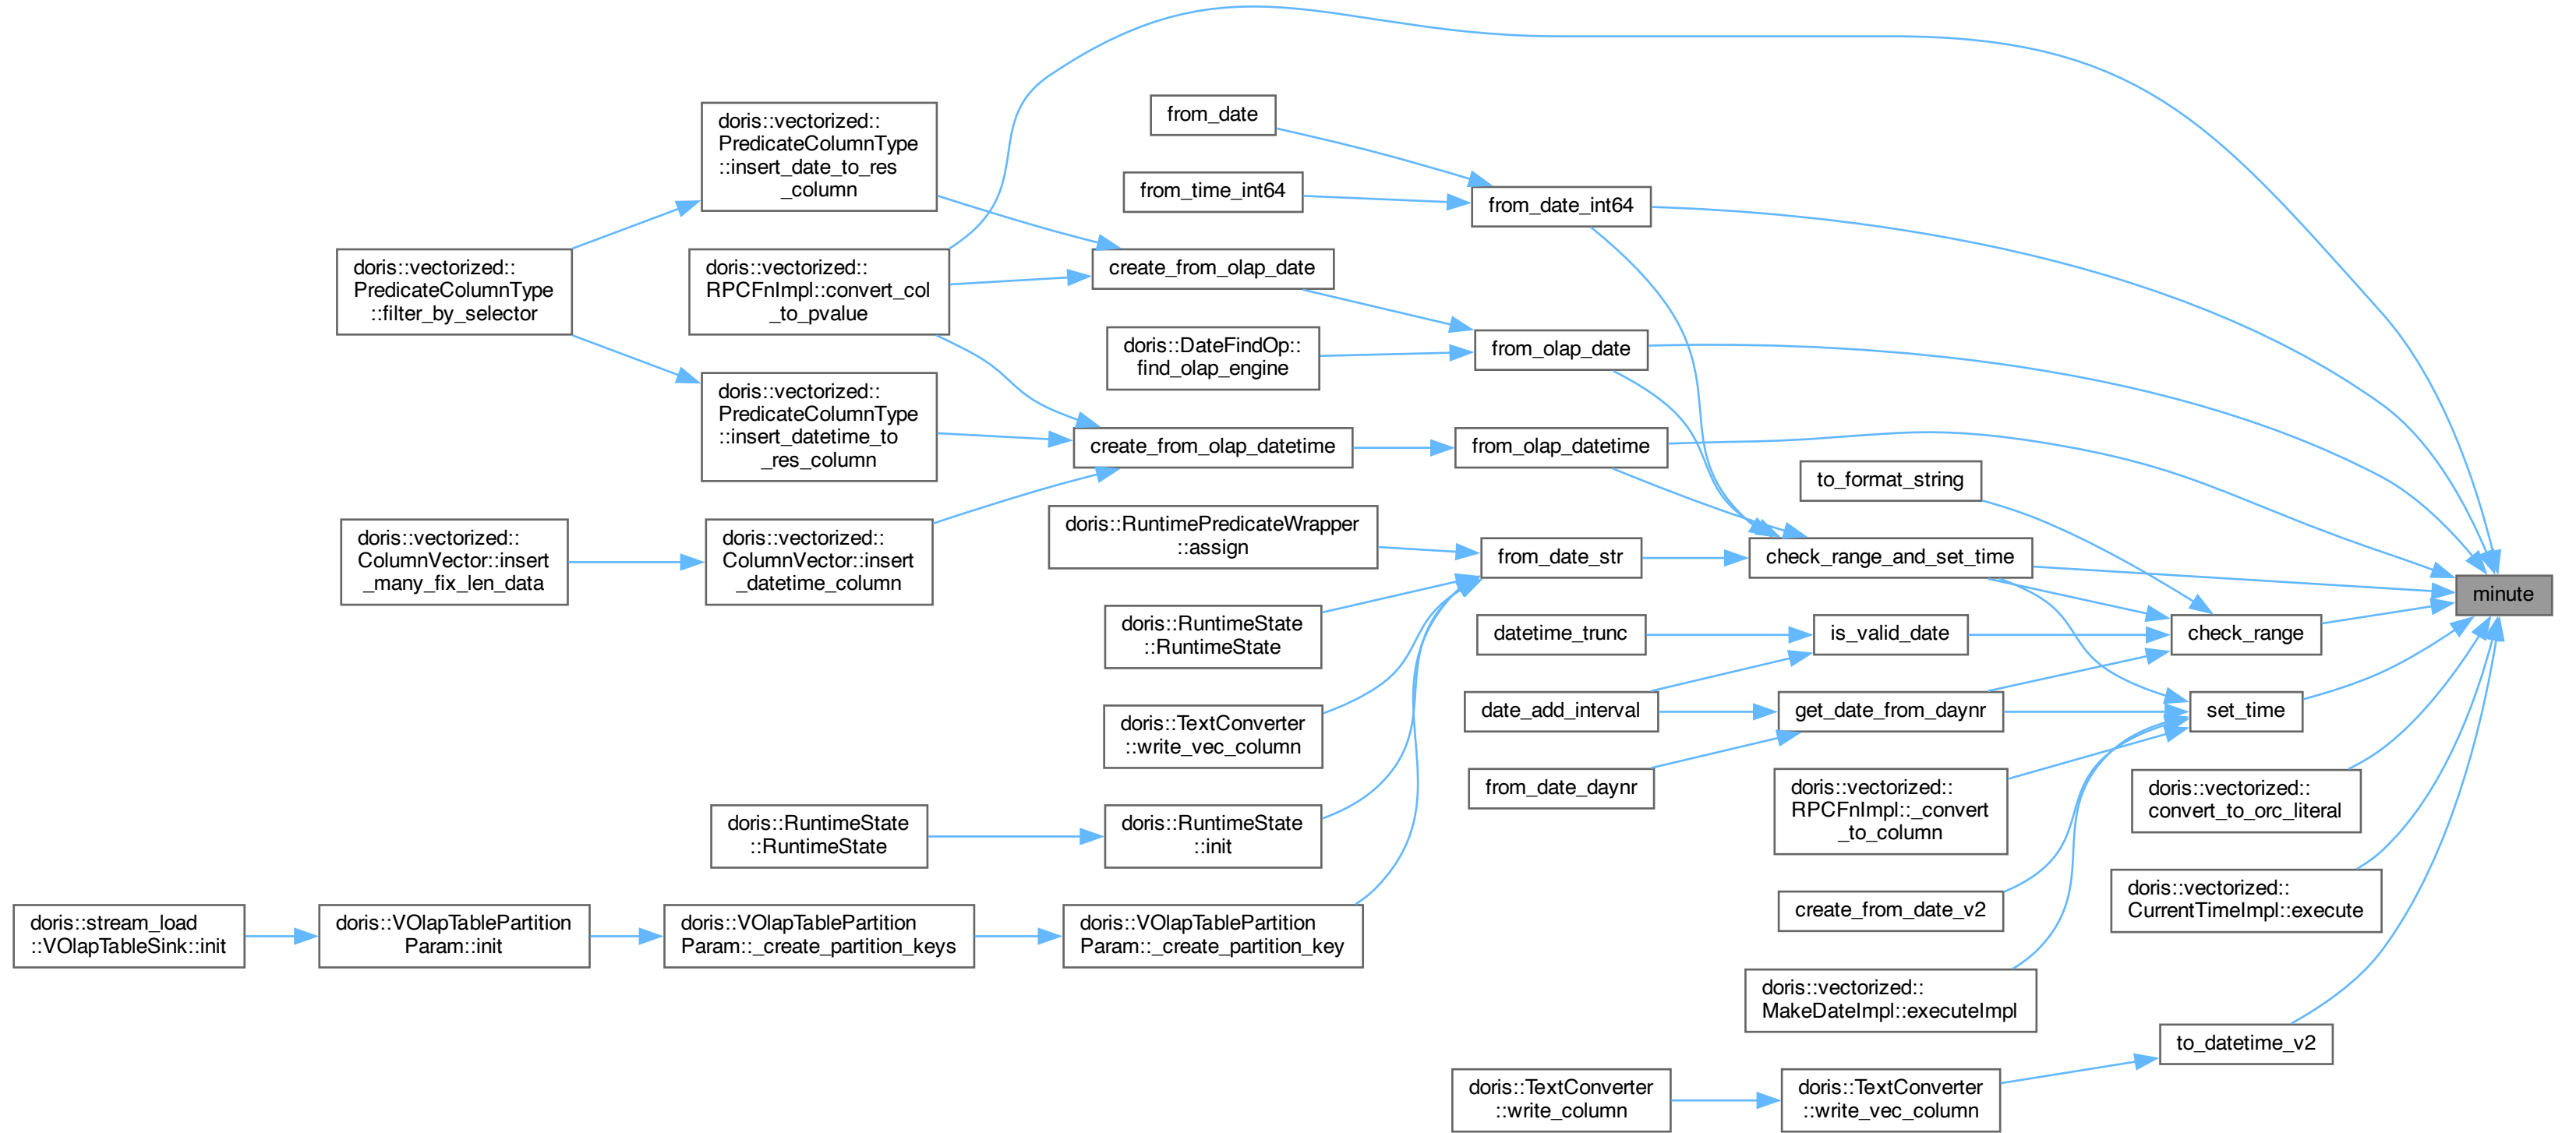 from_date
doris::vectorized::
PredicateColumnType
::insert_date_to_res
_column
from_time_int64
from_date_int64
doris::vectorized::
PredicateColumnType
::filter_by_selector
doris::vectorized::
RPCFnImpl::convert_col
_to_pvalue
create_from_olap_date
doris::DateFindOp::
find_olap_engine
from_olap_date
doris::vectorized::
PredicateColumnType
::insert_datetime_to
_res_column
create_from_olap_datetime
from_olap_datetime
to_format_string
doris::vectorized::
ColumnVector::insert
_many_fix_len_data
doris::vectorized::
ColumnVector::insert
_datetime_column
doris::RuntimePredicateWrapper
::assign
from_date_str
check_range_and_set_time
minute
doris::RuntimeState
::RuntimeState
datetime_trunc
is_valid_date
check_range
doris::TextConverter
::write_vec_column
date_add_interval
get_date_from_daynr
set_time
from_date_daynr
doris::vectorized::
RPCFnImpl::_convert
_to_column
doris::vectorized::
convert_to_orc_literal
doris::RuntimeState
::RuntimeState
doris::RuntimeState
::init
doris::vectorized::
CurrentTimeImpl::execute
create_from_date_v2
doris::stream_load
::VOlapTableSink::init
doris::VOlapTablePartition
Param::init
doris::VOlapTablePartition
Param::_create_partition_keys
doris::VOlapTablePartition
Param::_create_partition_key
doris::vectorized::
MakeDateImpl::executeImpl
to_datetime_v2
doris::TextConverter
::write_column
doris::TextConverter
::write_vec_column